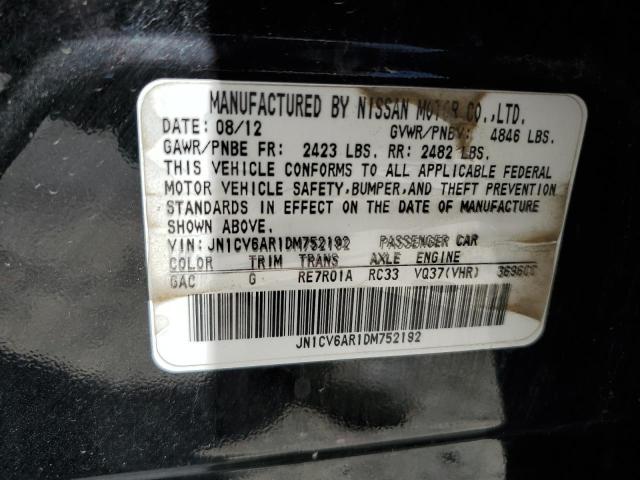 MANUFACTURED BY NISSAN MOTOR CO.,LTD.
DATE: 08/12 GVWR/PNBV: 4846 LBS.
GAWR/PNBE FR: 2423 LBS. RR: 2482 LBS.
THIS VEHICLE CONFORMS TO ALL APPLICABLE FEDERAL
MOTOR VEHICLE SAFETY,BUMPER,AND THEFT PREVENTION
STANDARDS IN EFFECT ON THE DATE OF MANUFACTURE
SHOWN ABOVE.
VIN: JN1CV6AR1DM752192 PASSENGER CAR
COLOR TRIM TRANS AXLE ENGINE
GAC G RE7R01A RC33 VQ37(VHR) 3696CC
JN1CV6AR1DM752192